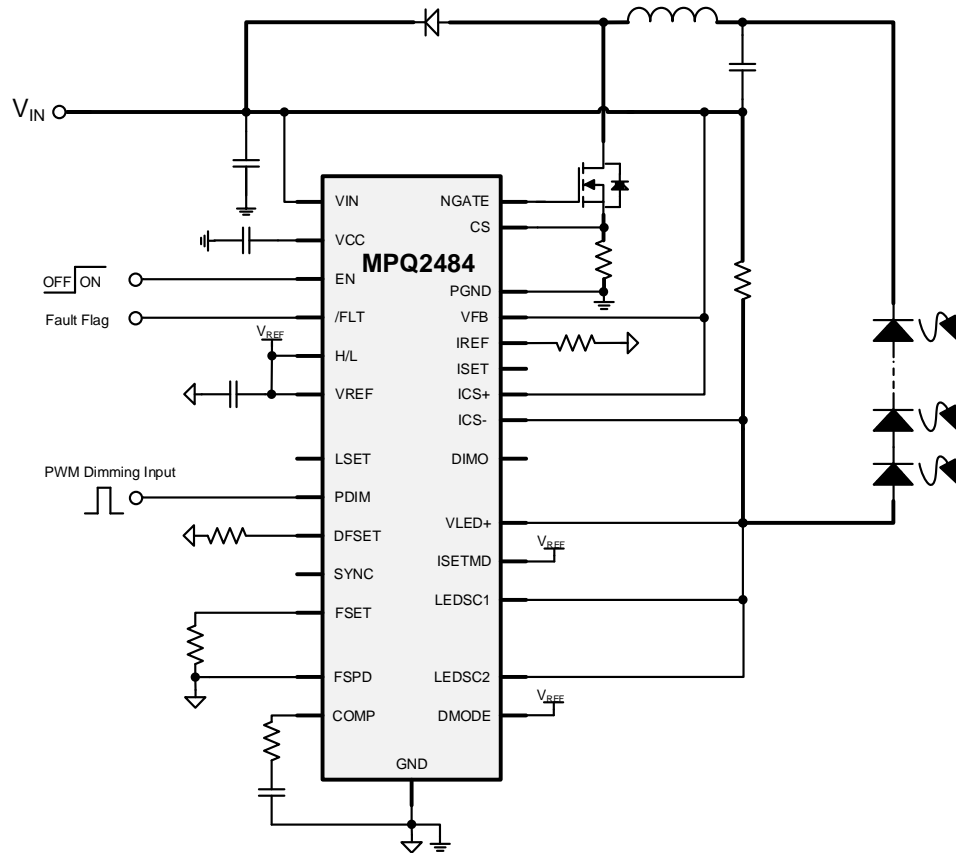 V_IN
MPQ2484
VIN
VCC
EN
/FLT
H/L
VREF
LSET
PDIM
DFSET
SYNC
FSET
FSPD
COMP
GND
NGATE
CS
PGND
VFB
IREF
ISET
ICS+
ICS-
DIMO
VLED+
ISETMD
LEDSC1
LEDSC2
DMODE
OFF ON
Fault Flag
V_REF
PWM Dimming Input
V_REF
V_REF